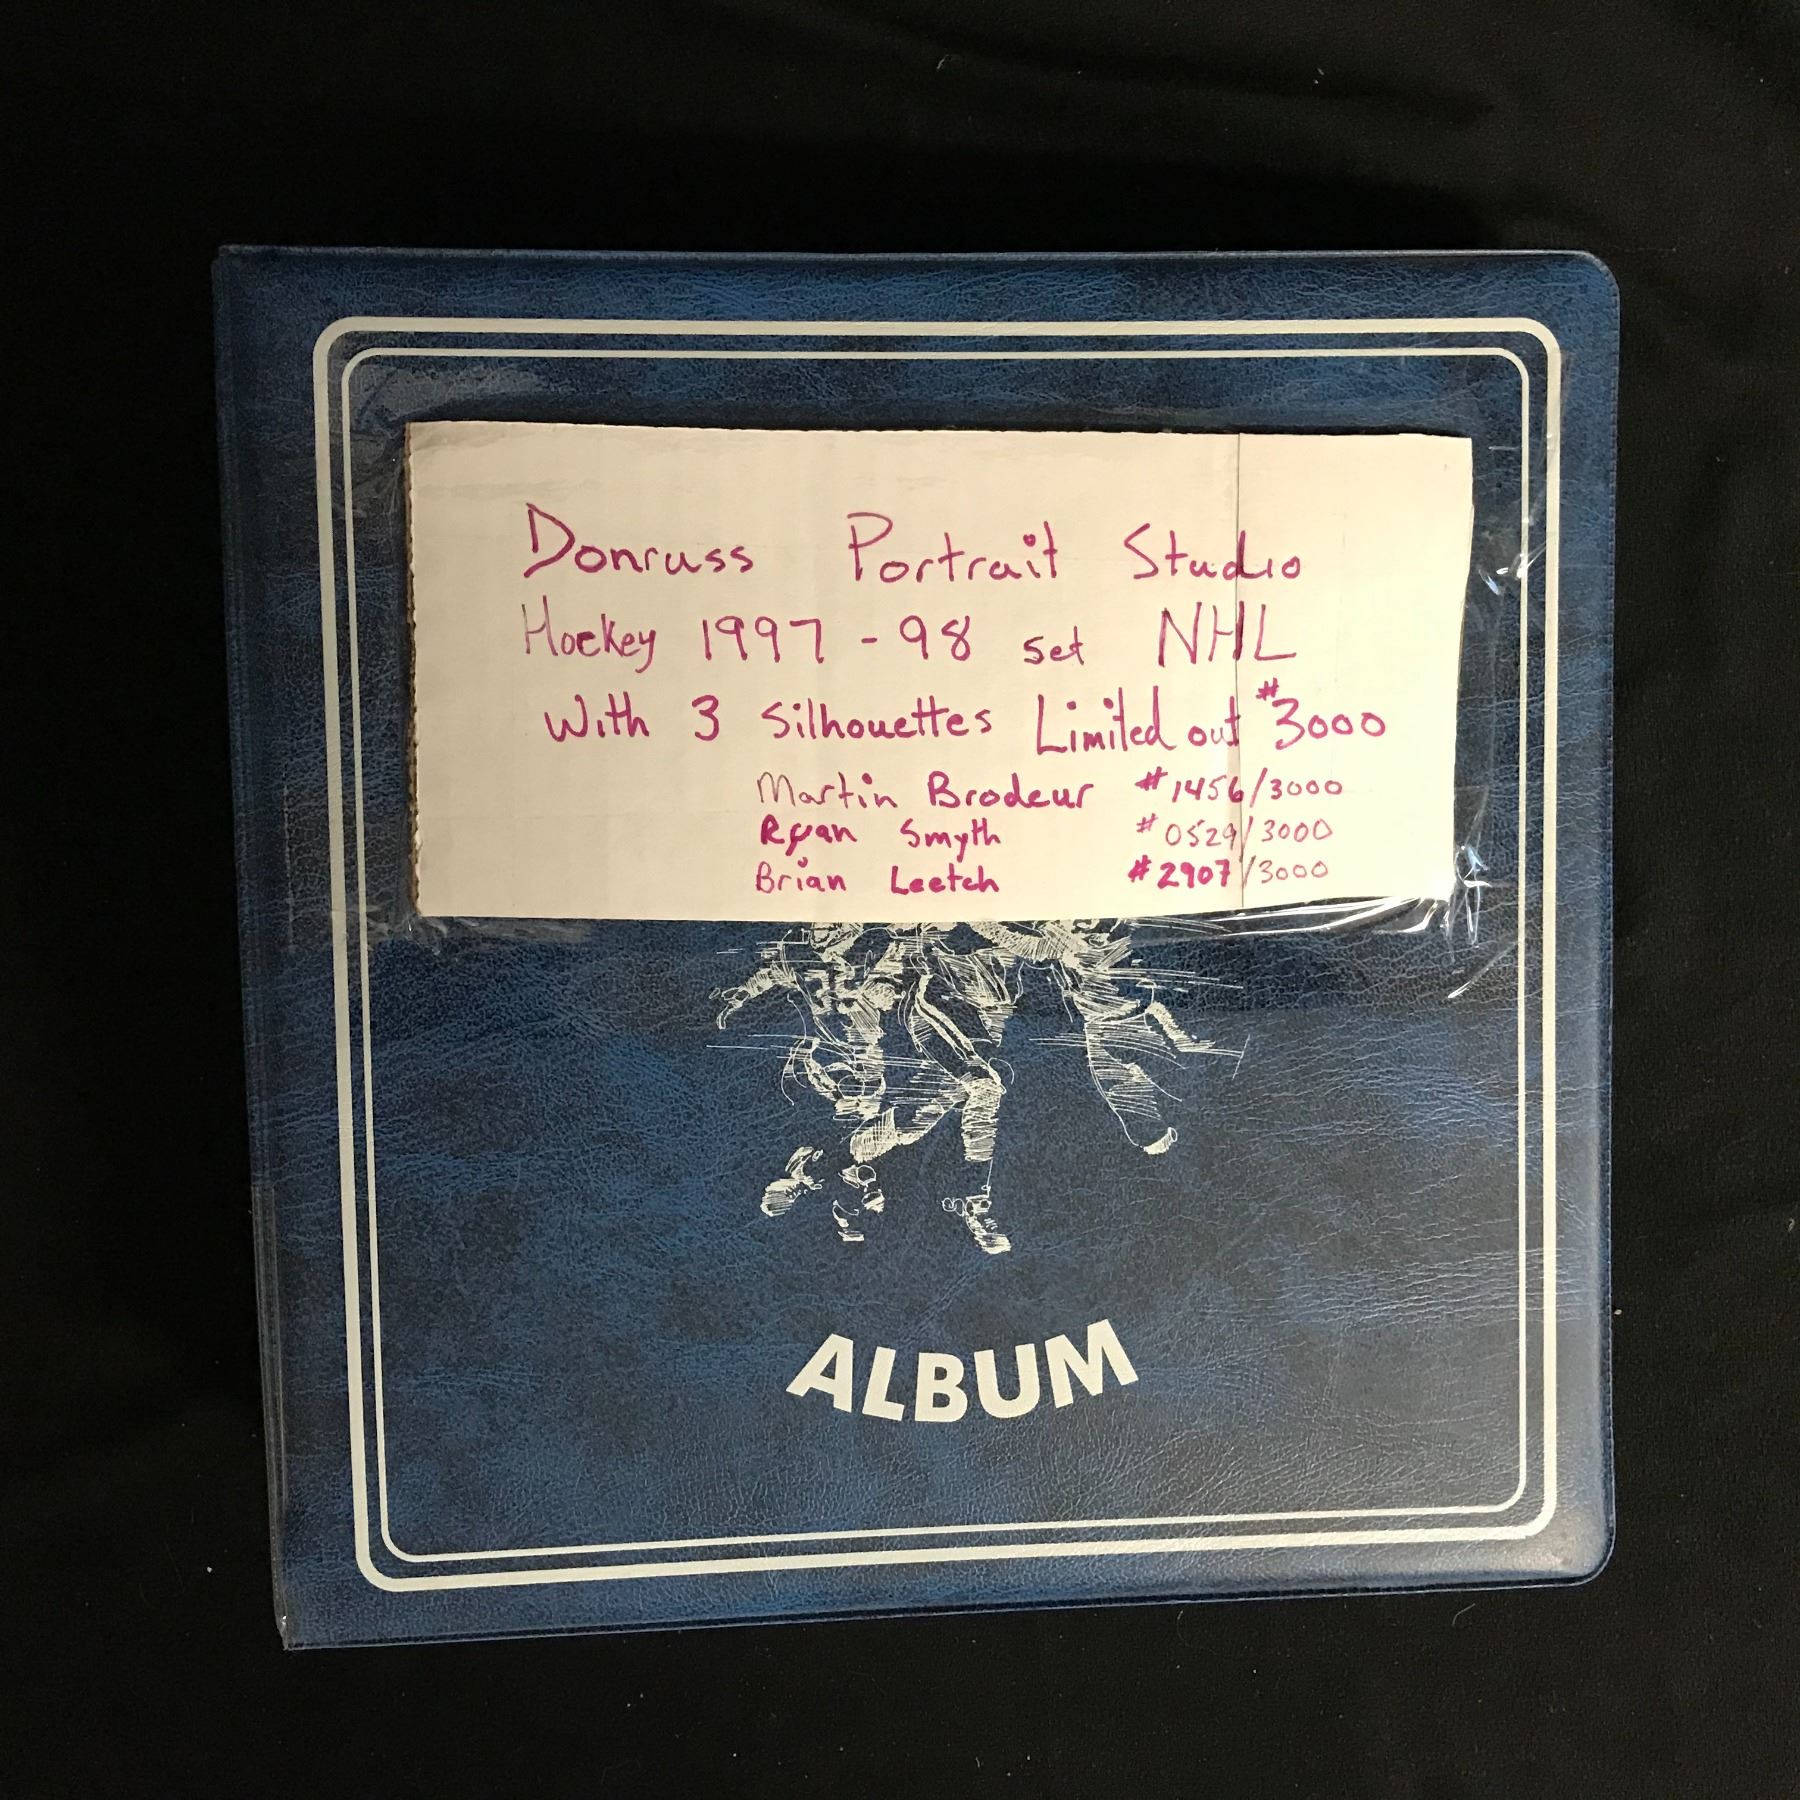 Donruss Portrait Studio
Hockey 1997-98 set NHL
With 3 Silhouettes Limited out #3000
Martin Brodeur #1456/3000
Ryan Smyth #0529/3000
Brian Leetch #2907/3000
ALBUM